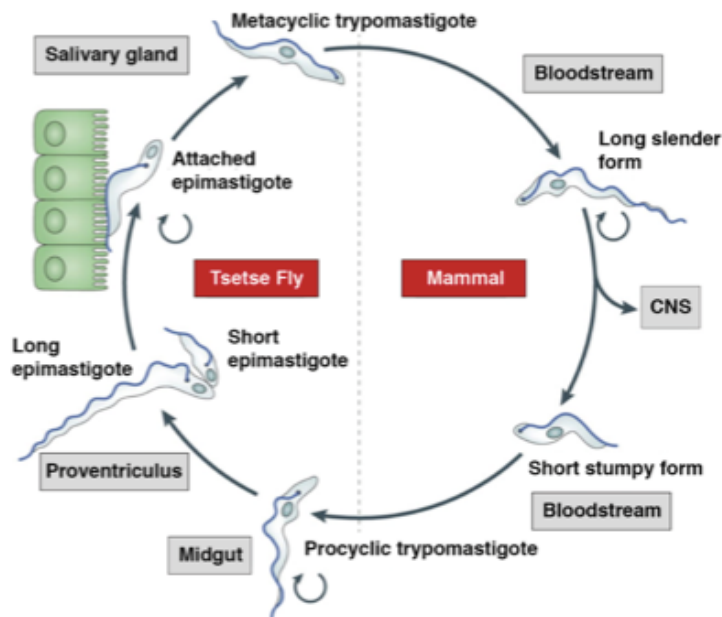 Metacyclic trypomastigote
Salivary gland
Bloodstream
Long slender
form
Attached
epimastigote
Tsetse Fly
Mammal
CNS
Short
epimastigote
Long
epimastigote
Proventriculus
Short stumpy form
Bloodstream
Midgut
Procyclic trypomastigote